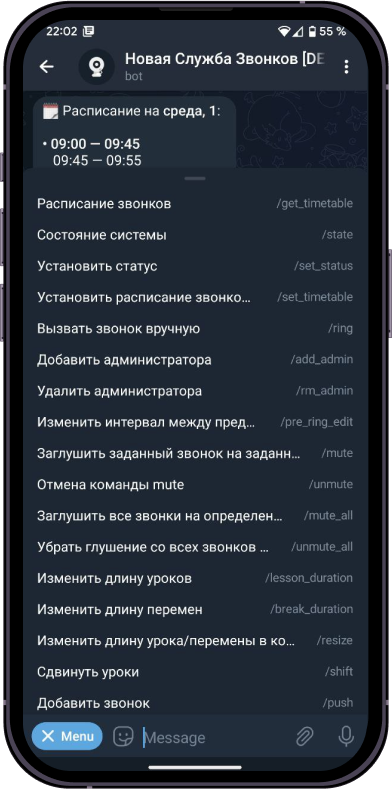 22:02 55 %
Новая Служба Звонков [DE
bot
Расписание на среда, 1:
• 09:00 — 09:45
09:45 — 09:55
Расписание звонков /get_timetable
Состояние системы /state
Установить статус /set_status
Установить расписание звонко... /set_timetable
Вызвать звонок вручную /ring
Добавить администратора /add_admin
Удалить администратора /rm_admin
Изменить интервал между пред... /pre_ring_edit
Заглушить заданный звонок на заданн... /mute
Отмена команды mute /unmute
Заглушить все звонки на определен... /mute_all
Убрать глушение со всех звонков ... /unmute_all
Изменить длину уроков /lesson_duration
Изменить длину перемен /break_duration
Изменить длину урока/перемены в ко... /resize
Сдвинуть уроки /shift
Добавить звонок /push
Menu Message